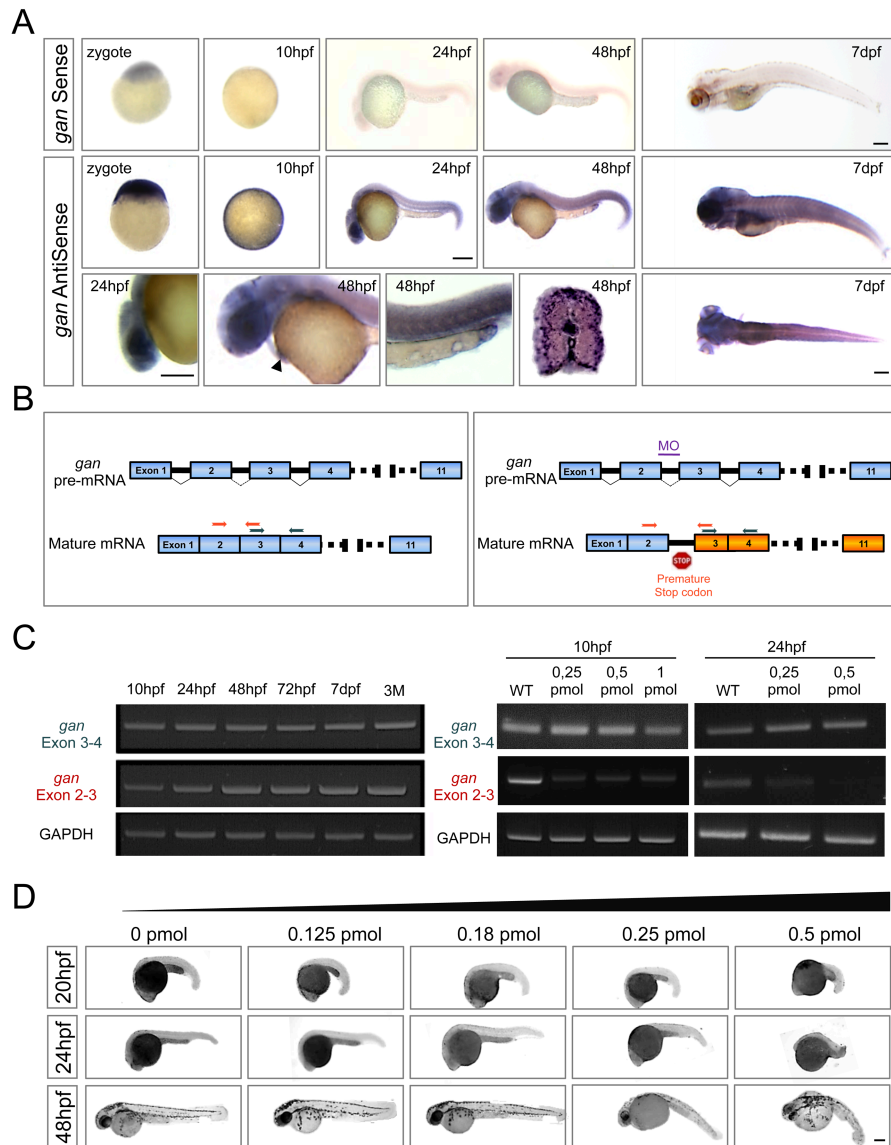 A
gan Sense
zygote
10hpf
24hpf
48hpf
7dpf
gan AntiSense
zygote
10hpf
24hpf
48hpf
7dpf
24hpf
48hpf
48hpf
48hpf
7dpf
B
gan
pre-mRNA
Exon 1 2 3 4 11
Mature mRNA
Exon 1 2 3 4 11
MO
gan
pre-mRNA
Exon 1 2 3 4 11
Mature mRNA
Exon 1 2 3 4 11
STOP
Premature
Stop codon
C
10hpf 24hpf 48hpf 72hpf 7dpf 3M
gan
Exon 3-4
gan
Exon 2-3
GAPDH
10hpf
24hpf
WT 0,25 pmol 0,5 pmol 1 pmol
WT 0,25 pmol 0,5 pmol
gan
Exon 3-4
gan
Exon 2-3
GAPDH
D
0 pmol 0.125 pmol 0.18 pmol 0.25 pmol 0.5 pmol
20hpf
24hpf
48hpf